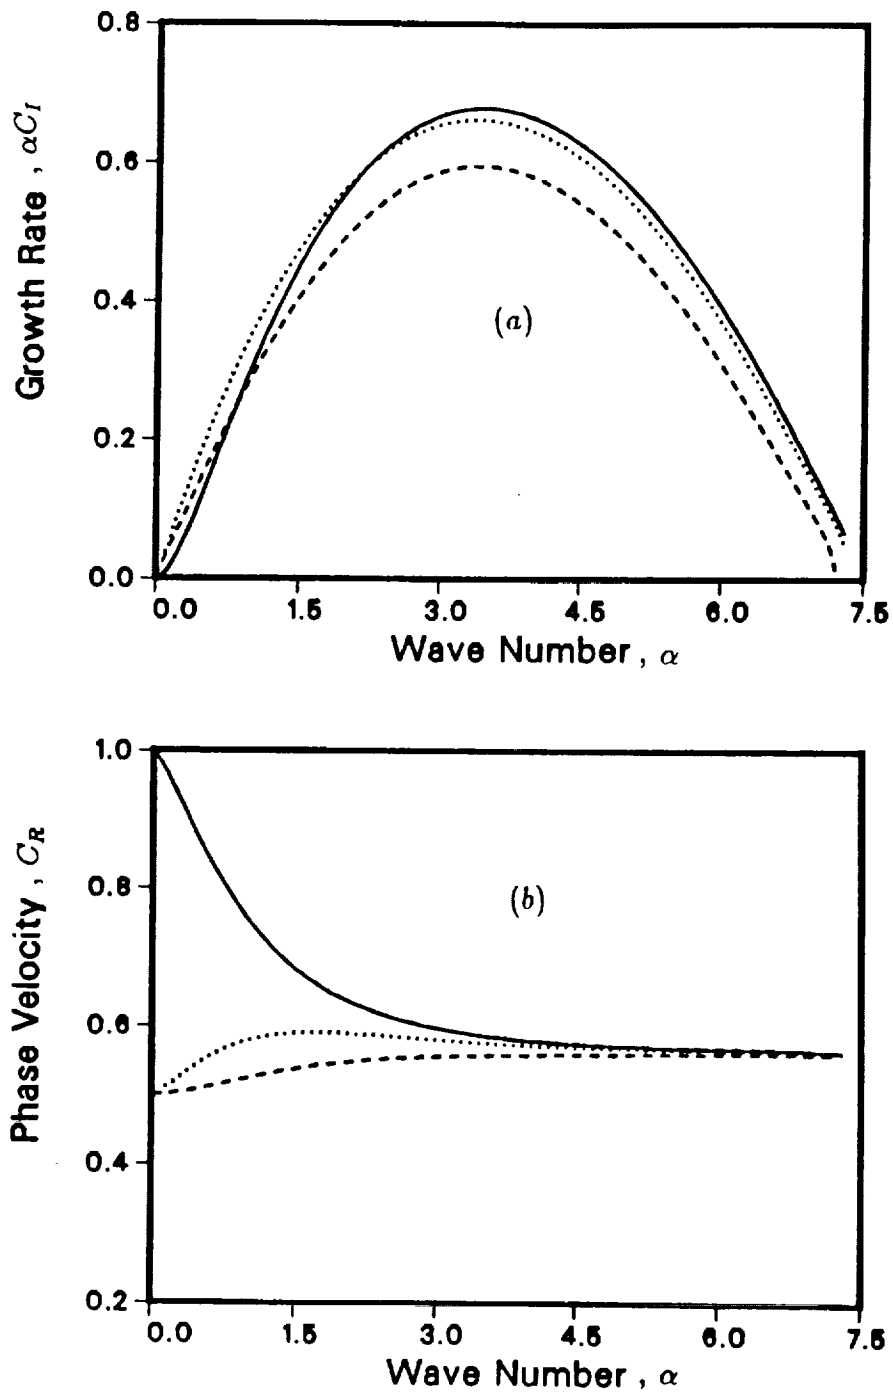 0.8
0.6
0.4
0.2
0.0
Growth Rate , αC_I
(a)
0.0 1.5 3.0 4.5 6.0 7.5
Wave Number , α
1.0
0.8
0.6
0.4
0.2
Phase Velocity , C_R
(b)
0.0 1.5 3.0 4.5 6.0 7.5
Wave Number , α